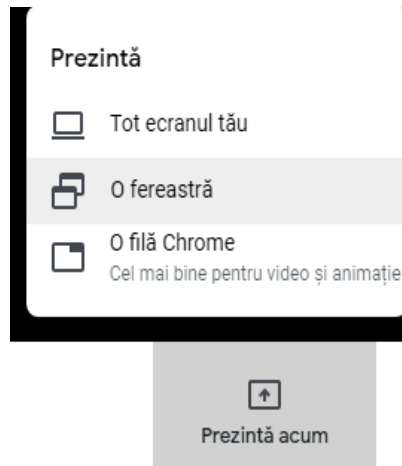 Prezintă
Tot ecranul tău
O fereastră
O filă Chrome
Cel mai bine pentru video și animație
Prezintă acum